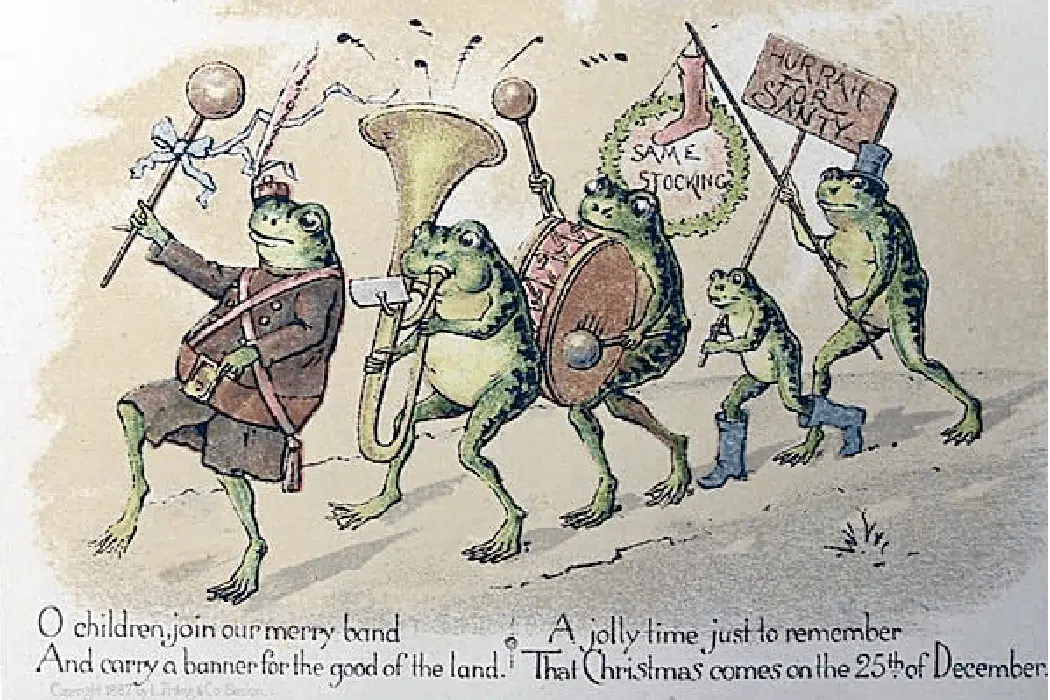 SAME
STOCKING
HURRAH
FOR
SANTY
O children, join our merry band
And carry a banner for the good of the land.
A jolly time just to remember
That Christmas comes on the 25th of December.
Copyright 1887 by L. Prang & Co. Boston.